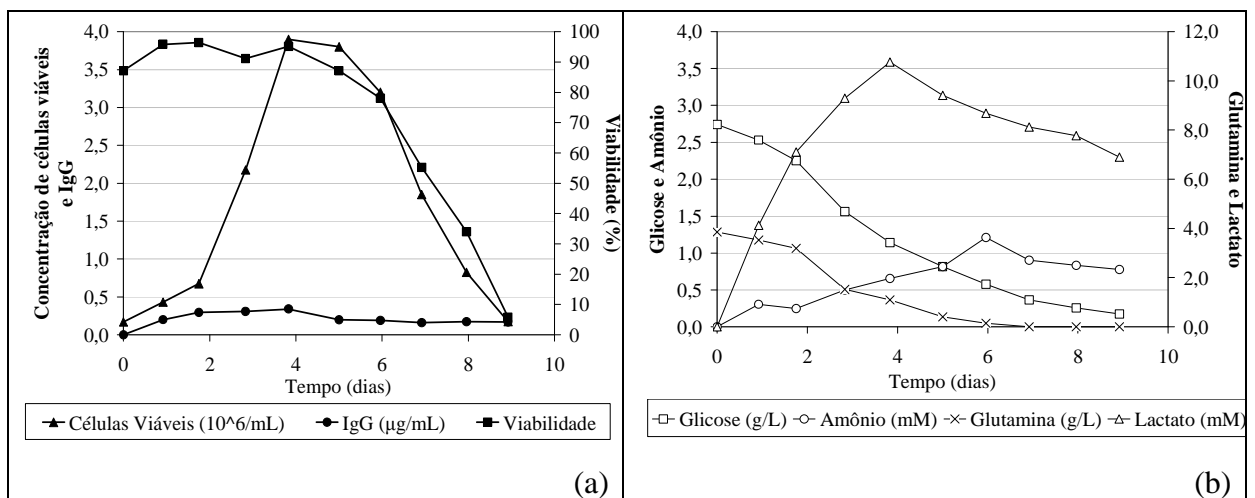 4,0
3,5
3,0
2,5
2,0
1,5
1,0
0,5
0,0
Concentração de células viáveis
e IgG
100
90
80
70
60
50
40
30
20
10
0
Viabilidade (%)
0 2 4 6 8 10
Tempo (dias)
Células Viáveis (10^6/mL) IgG (µg/mL) Viabilidade
(a)
4,0
3,5
3,0
2,5
2,0
1,5
1,0
0,5
0,0
Glicose e Amônio
12,0
10,0
8,0
6,0
4,0
2,0
0,0
Glutamina e Lactato
0 2 4 6 8 10
Tempo (dias)
Glicose (g/L) Amônio (mM) Glutamina (g/L) Lactato (mM)
(b)